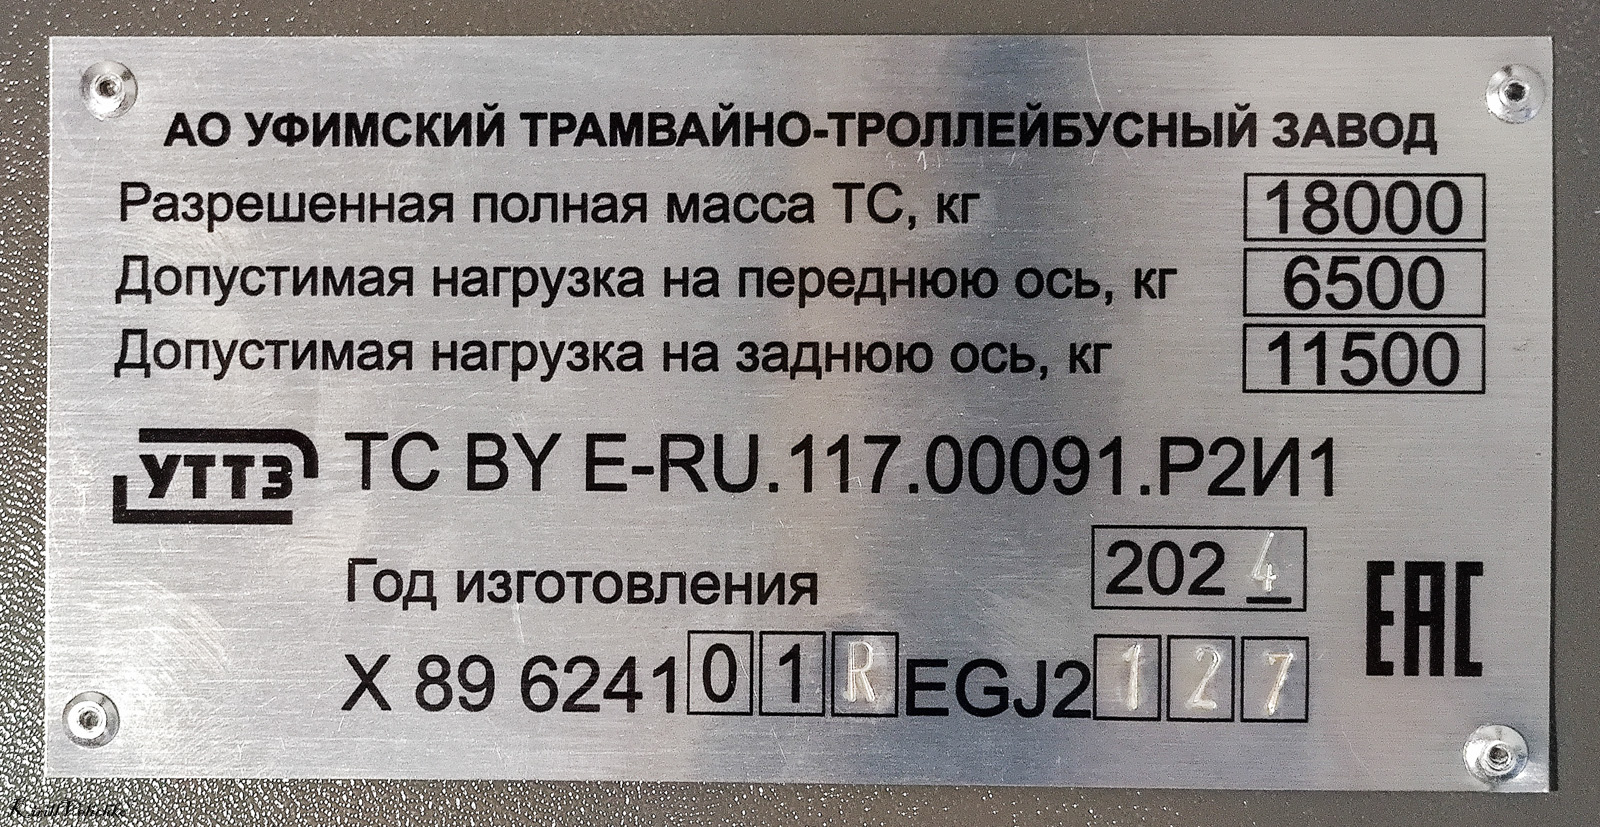 АО УФИМСКИЙ ТРАМВАЙНО-ТРОЛЛЕЙБУСНЫЙ ЗАВОД
Разрешенная полная масса ТС, кг 18000
Допустимая нагрузка на переднюю ось, кг 6500
Допустимая нагрузка на заднюю ось, кг 11500
УТТЗ ТС BY E-RU.117.00091.Р2И1
Год изготовления 2024
EAC
X 89 624101REGJ2127